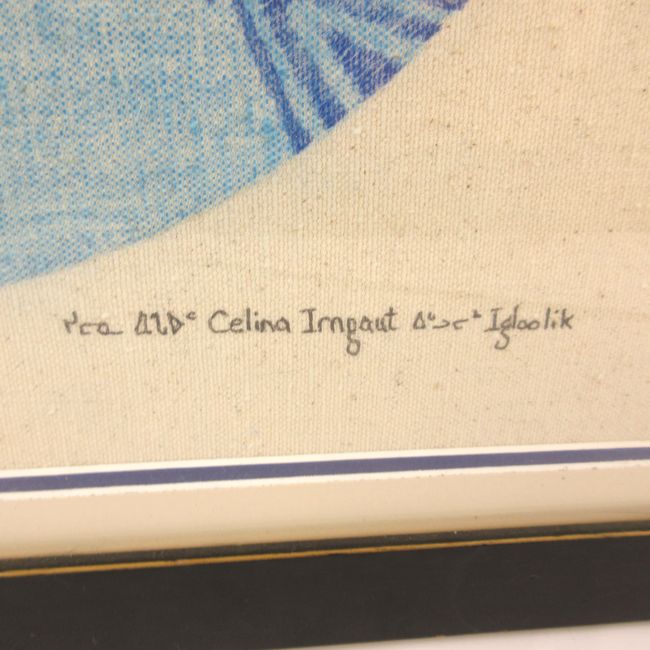 ᓯᓕᓇ ᐃᕐᖓᐅᑦ Celina Irngaut ᐃᒡᓗᓕᒃ Igloolik